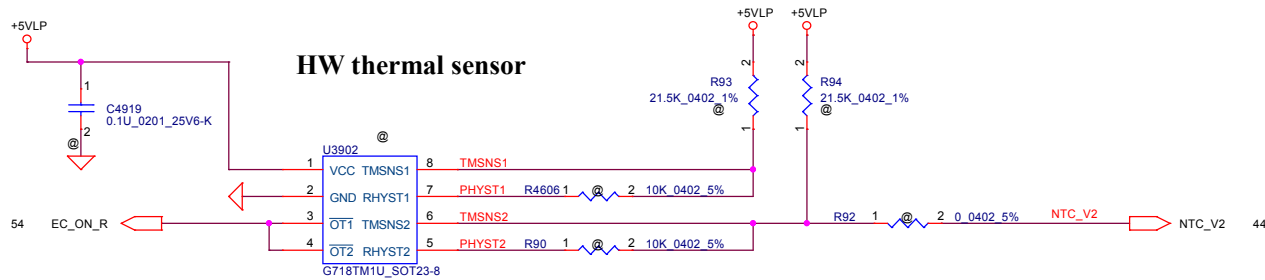 +5VLP
+5VLP
+5VLP
HW thermal sensor
1
C4919
0.1U_0201_25V6-K
2
@
2
R93
21.5K_0402_1%
@
1
2
R94
21.5K_0402_1%
@
1
@
U3902
1 VCC TMSNS1 8 TMSNS1
2 GND RHYST1 7 PHYST1 R4606 1 @ 2 10K_0402_5%
54 EC_ON_R 3 OT1 TMSNS2 6 TMSNS2 R92 1 @ 2 0_0402_5% NTC_V2 NTC_V2 44
4 OT2 RHYST2 5 PHYST2 R90 1 @ 2 10K_0402_5%
G718TM1U_SOT23-8